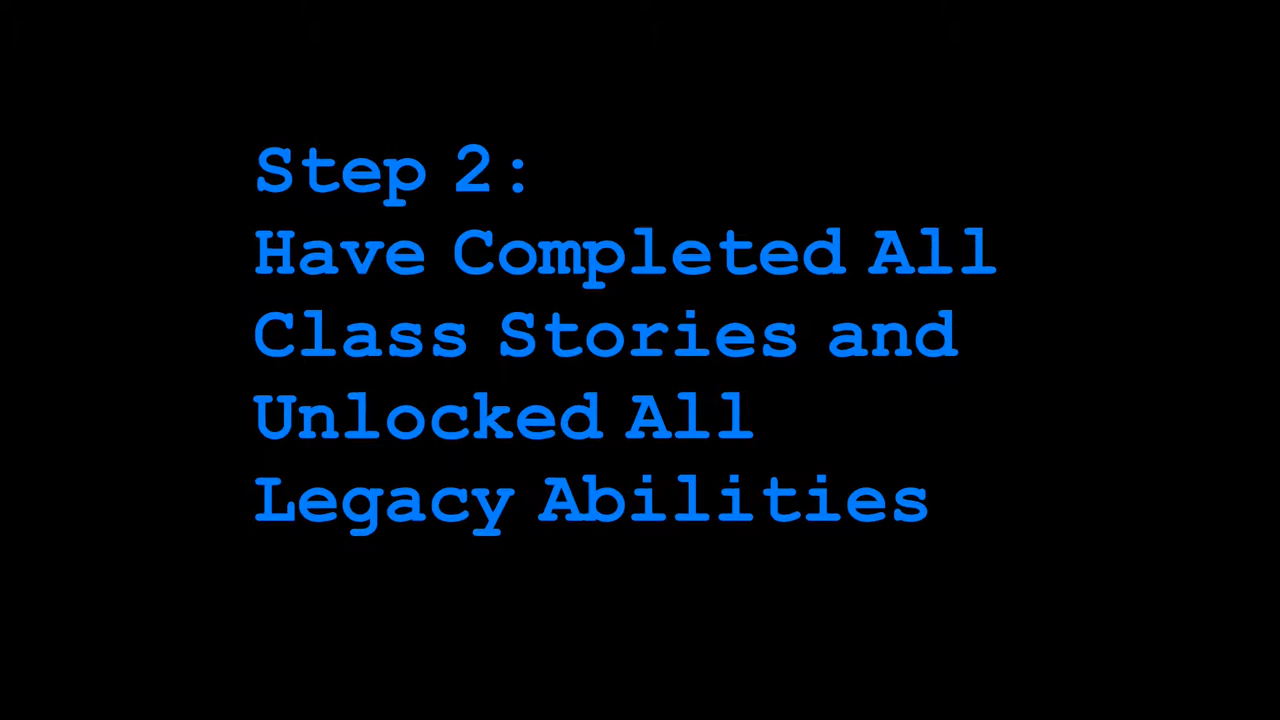 Step 2:
Have Completed All
Class Stories and
Unlocked All
Legacy Abilities